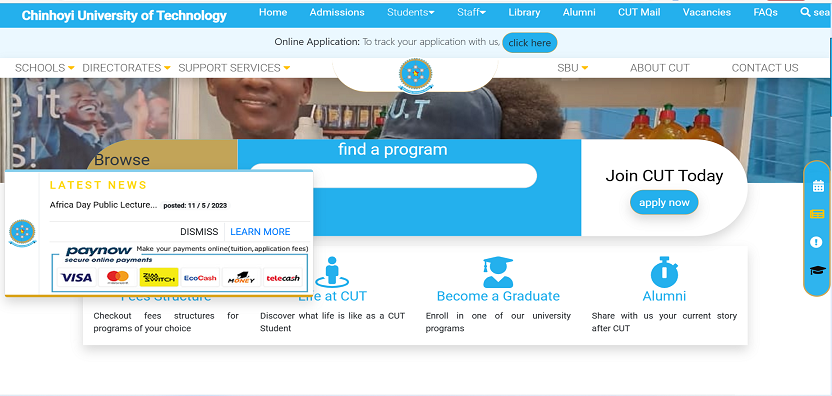 Chinhoyi University of Technology
Home Admissions Students Staff Library Alumni CUT Mail Vacancies FAQs sea
Online Application: To track your application with us, click here
SCHOOLS DIRECTORATES SUPPORT SERVICES SBU ABOUT CUT CONTACT US
e it
s!
U.T
Browse
find a program
Join CUT Today
apply now
LATEST NEWS
Africa Day Public Lecture... posted: 11 / 5 / 2023
DISMISS LEARN MORE
paynow Make your payments online(tuition,application fees)
secure online payments
VISA mastercard ZIMSWITCH EcoCash MONEY telecash
Fees Structure
Checkout fees structures for
programs of your choice
Life at CUT
Discover what life is like as a CUT
Student
Become a Graduate
Enroll in one of our university
programs
Alumni
Share with us your current story
after CUT